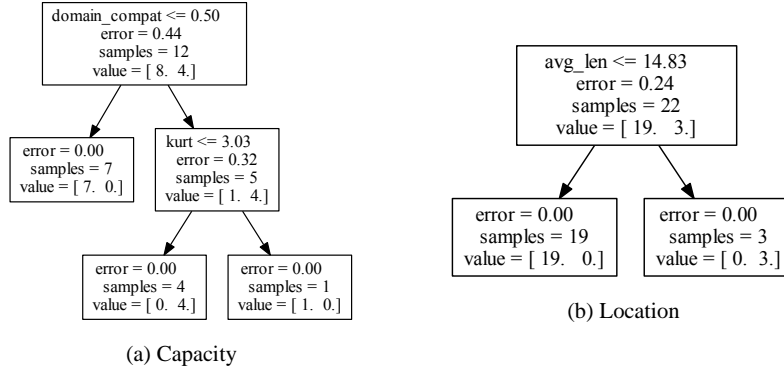 domain_compat <= 0.50
error = 0.44
samples = 12
value = [ 8. 4.]
error = 0.00
samples = 7
value = [ 7. 0.]
kurt <= 3.03
error = 0.32
samples = 5
value = [ 1. 4.]
error = 0.00
samples = 4
value = [ 0. 4.]
error = 0.00
samples = 1
value = [ 1. 0.]
(a) Capacity
avg_len <= 14.83
error = 0.24
samples = 22
value = [ 19. 3.]
error = 0.00
samples = 19
value = [ 19. 0.]
error = 0.00
samples = 3
value = [ 0. 3.]
(b) Location